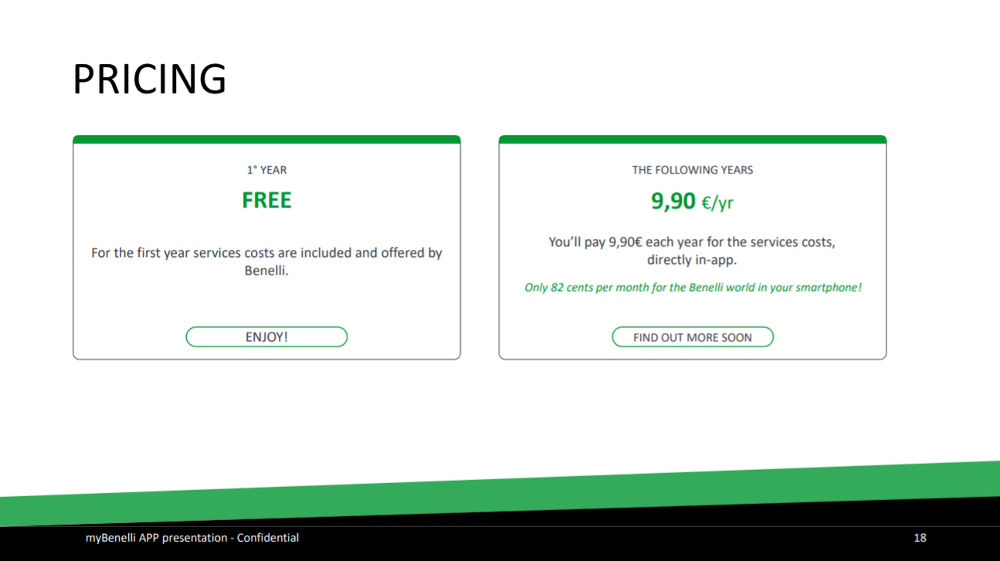 PRICING
1° YEAR
FREE
For the first year services costs are included and offered by
Benelli.
ENJOY!
THE FOLLOWING YEARS
9,90 €/yr
You’ll pay 9,90€ each year for the services costs,
directly in-app.
Only 82 cents per month for the Benelli world in your smartphone!
FIND OUT MORE SOON
myBenelli APP presentation - Confidential
18